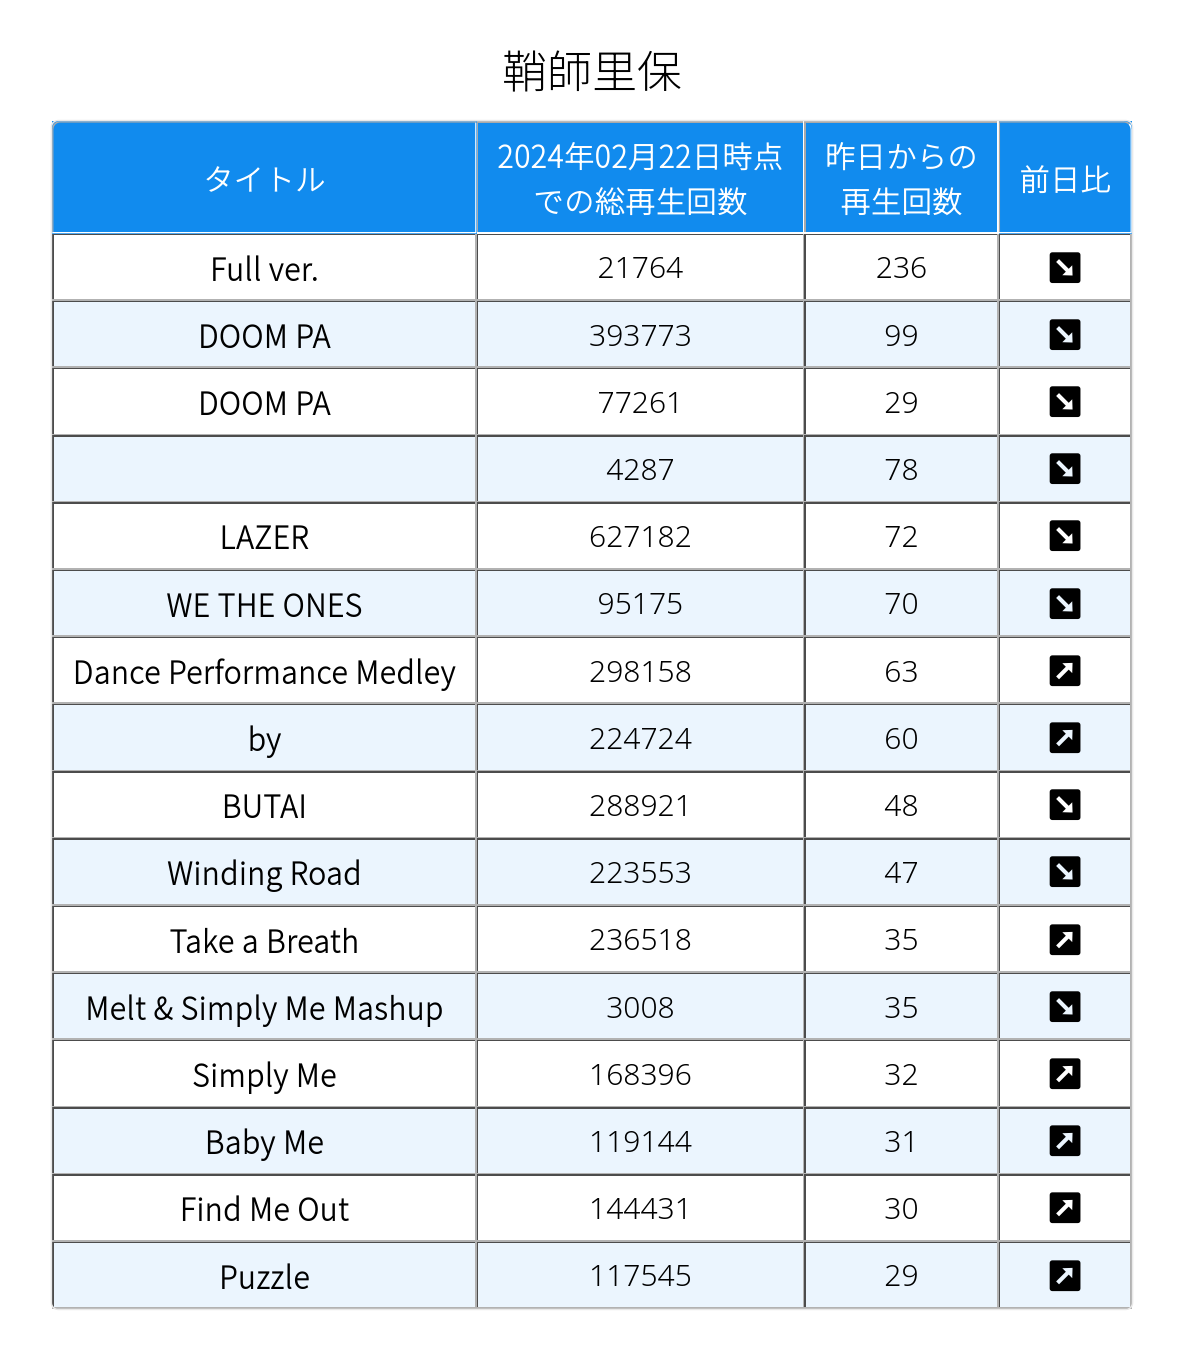 鞘師里保
タイトル 2024年02月22日時点での総再生回数 昨日からの再生回数 前日比
Full ver. 21764 236 ↘
DOOM PA 393773 99 ↘
DOOM PA 77261 29 ↘
4287 78 ↘
LAZER 627182 72 ↘
WE THE ONES 95175 70 ↘
Dance Performance Medley 298158 63 ↗
by 224724 60 ↗
BUTAI 288921 48 ↘
Winding Road 223553 47 ↘
Take a Breath 236518 35 ↗
Melt & Simply Me Mashup 3008 35 ↘
Simply Me 168396 32 ↗
Baby Me 119144 31 ↗
Find Me Out 144431 30 ↗
Puzzle 117545 29 ↗